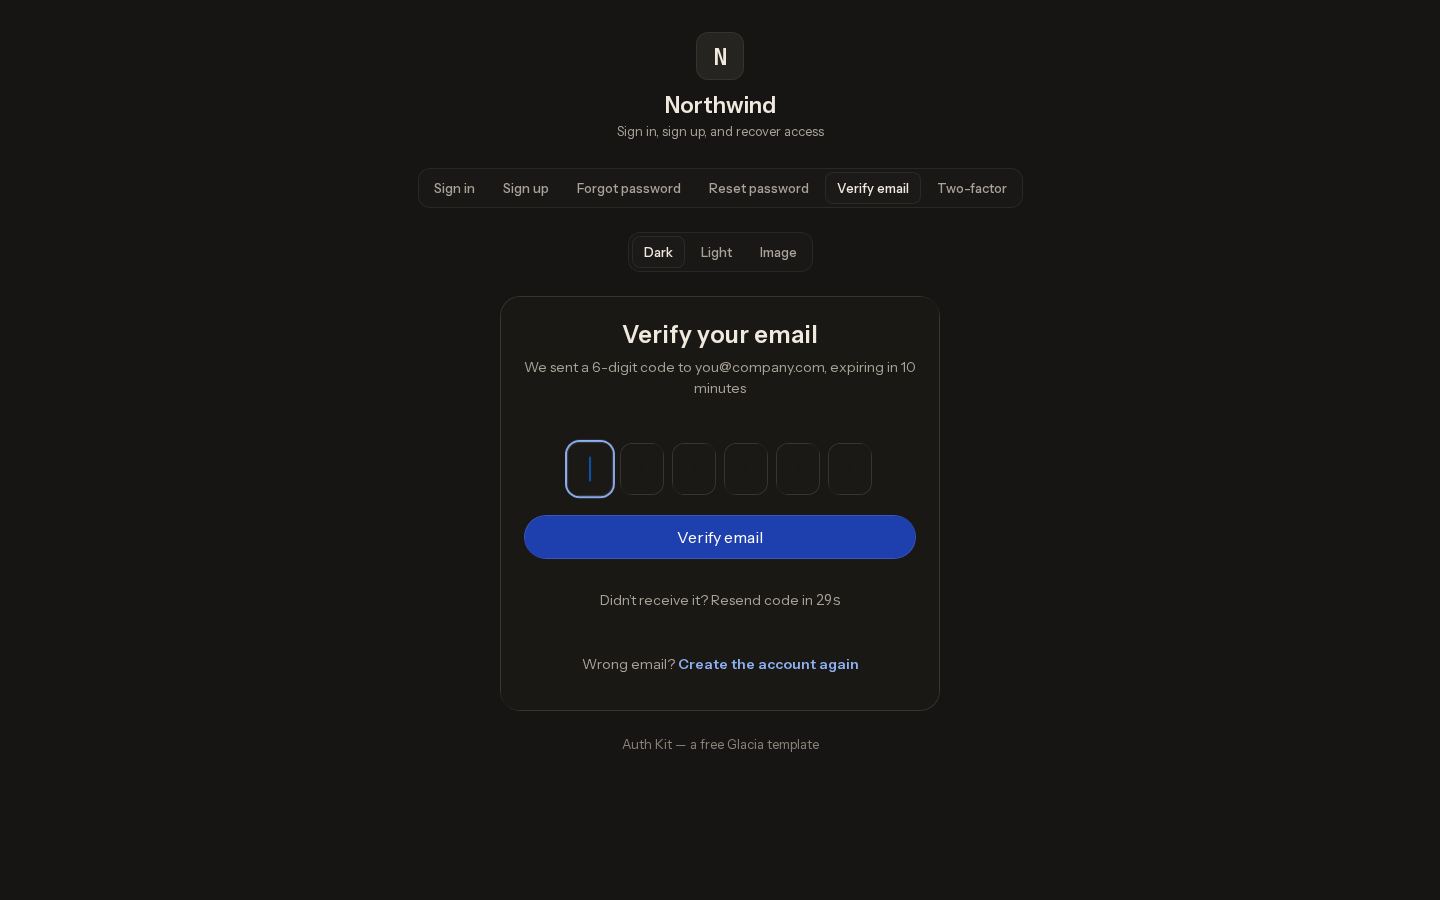 N
Northwind
Sign in, sign up, and recover access
Sign in Sign up Forgot password Reset password Verify email Two-factor
Dark Light Image
Verify your email
We sent a 6-digit code to you@company.com, expiring in 10
minutes
Verify email
Didn't receive it? Resend code in 29s
Wrong email? Create the account again
Auth Kit — a free Glacia template